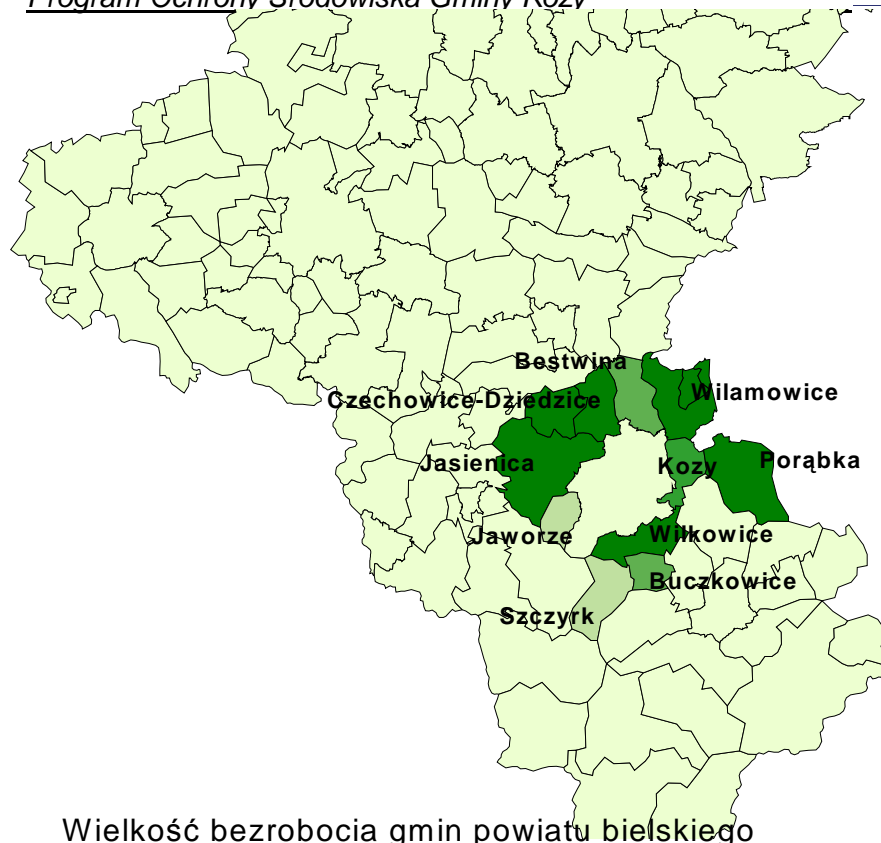 Program Ochrony Środowiska Gminy Kozy
Bestwina
Czechowice-Dziedzice
Wilamowice
Jasienica
Kozy
Porąbka
Jaworze
Wilkowice
Buczkowice
Szczyrk
Wielkość bezrobocia gmin powiatu bielskiego